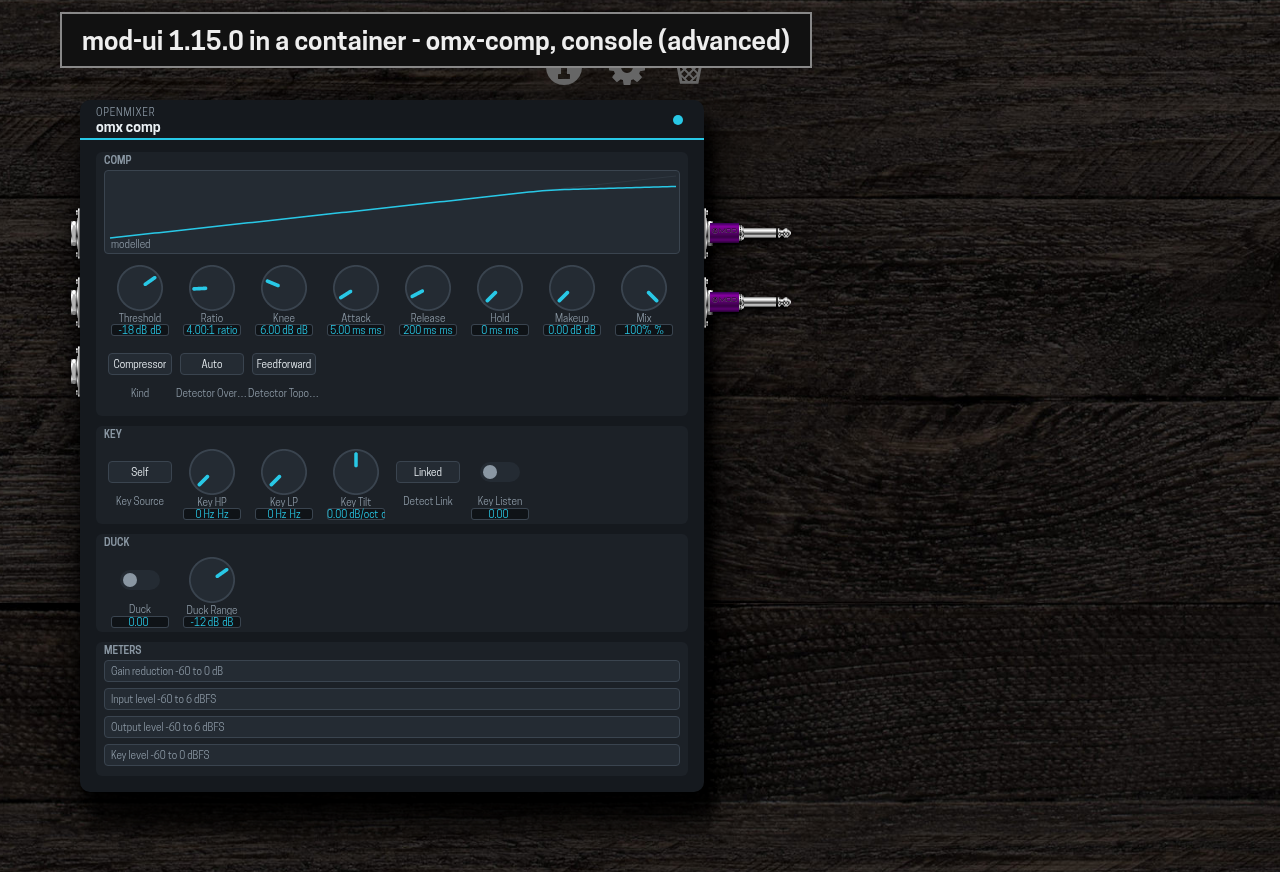 mod-ui 1.15.0 in a container - omx-comp, console (advanced)
OPENMIXER
omx comp
COMP
modelled
Threshold Ratio Knee Attack Release Hold Makeup Mix
-18 dB dB 4.00:1 ratio 6.00 dB dB 5.00 ms ms 200 ms ms 0 ms ms 0.00 dB dB 100% %
Compressor Auto Feedforward
Kind Detector Over... Detector Topo...
KEY
Self Linked
Key Source Key HP Key LP Key Tilt Detect Link Key Listen
0 Hz Hz 0 Hz Hz 0.00 dB/oct d 0.00
DUCK
Duck Duck Range
0.00 -12 dB dB
METERS
Gain reduction -60 to 0 dB
Input level -60 to 6 dBFS
Output level -60 to 6 dBFS
Key level -60 to 0 dBFS